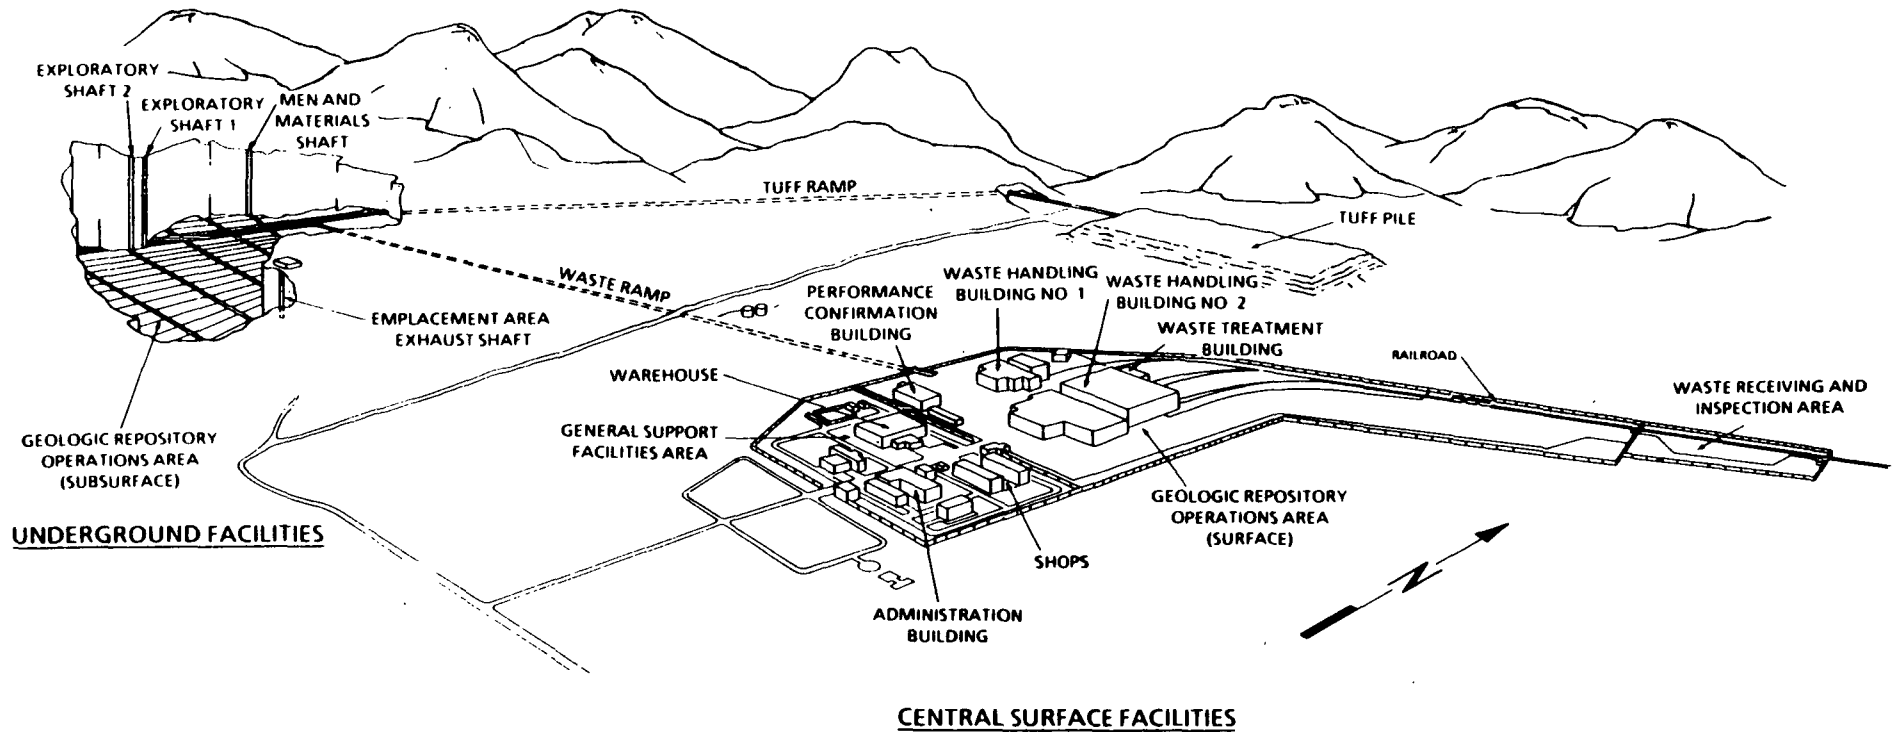 EXPLORATORY
SHAFT 2
EXPLORATORY
SHAFT 1
MEN AND
MATERIALS
SHAFT
TUFF RAMP
TUFF PILE
WASTE RAMP
WASTE HANDLING
BUILDING NO 1
WASTE HANDLING
BUILDING NO 2
PERFORMANCE
CONFIRMATION
BUILDING
WASTE TREATMENT
BUILDING
EMPLACEMENT AREA
EXHAUST SHAFT
RAILROAD
WAREHOUSE
WASTE RECEIVING AND
INSPECTION AREA
GENERAL SUPPORT
FACILITIES AREA
GEOLOGIC REPOSITORY
OPERATIONS AREA
(SUBSURFACE)
GEOLOGIC REPOSITORY
OPERATIONS AREA
(SURFACE)
UNDERGROUND FACILITIES
SHOPS
N
ADMINISTRATION
BUILDING
CENTRAL SURFACE FACILITIES